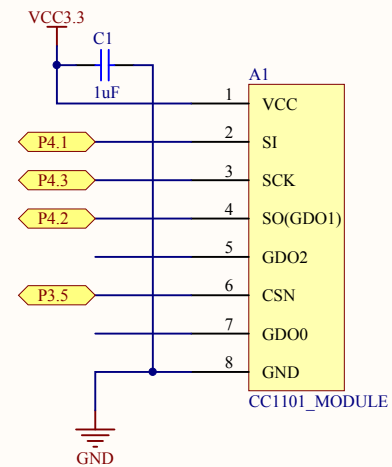 VCC3.3
C1
1uF
A1
1 VCC
P4.1 2 SI
P4.3 3 SCK
P4.2 4 SO(GDO1)
5 GDO2
P3.5 6 CSN
7 GDO0
8 GND
CC1101_MODULE
GND